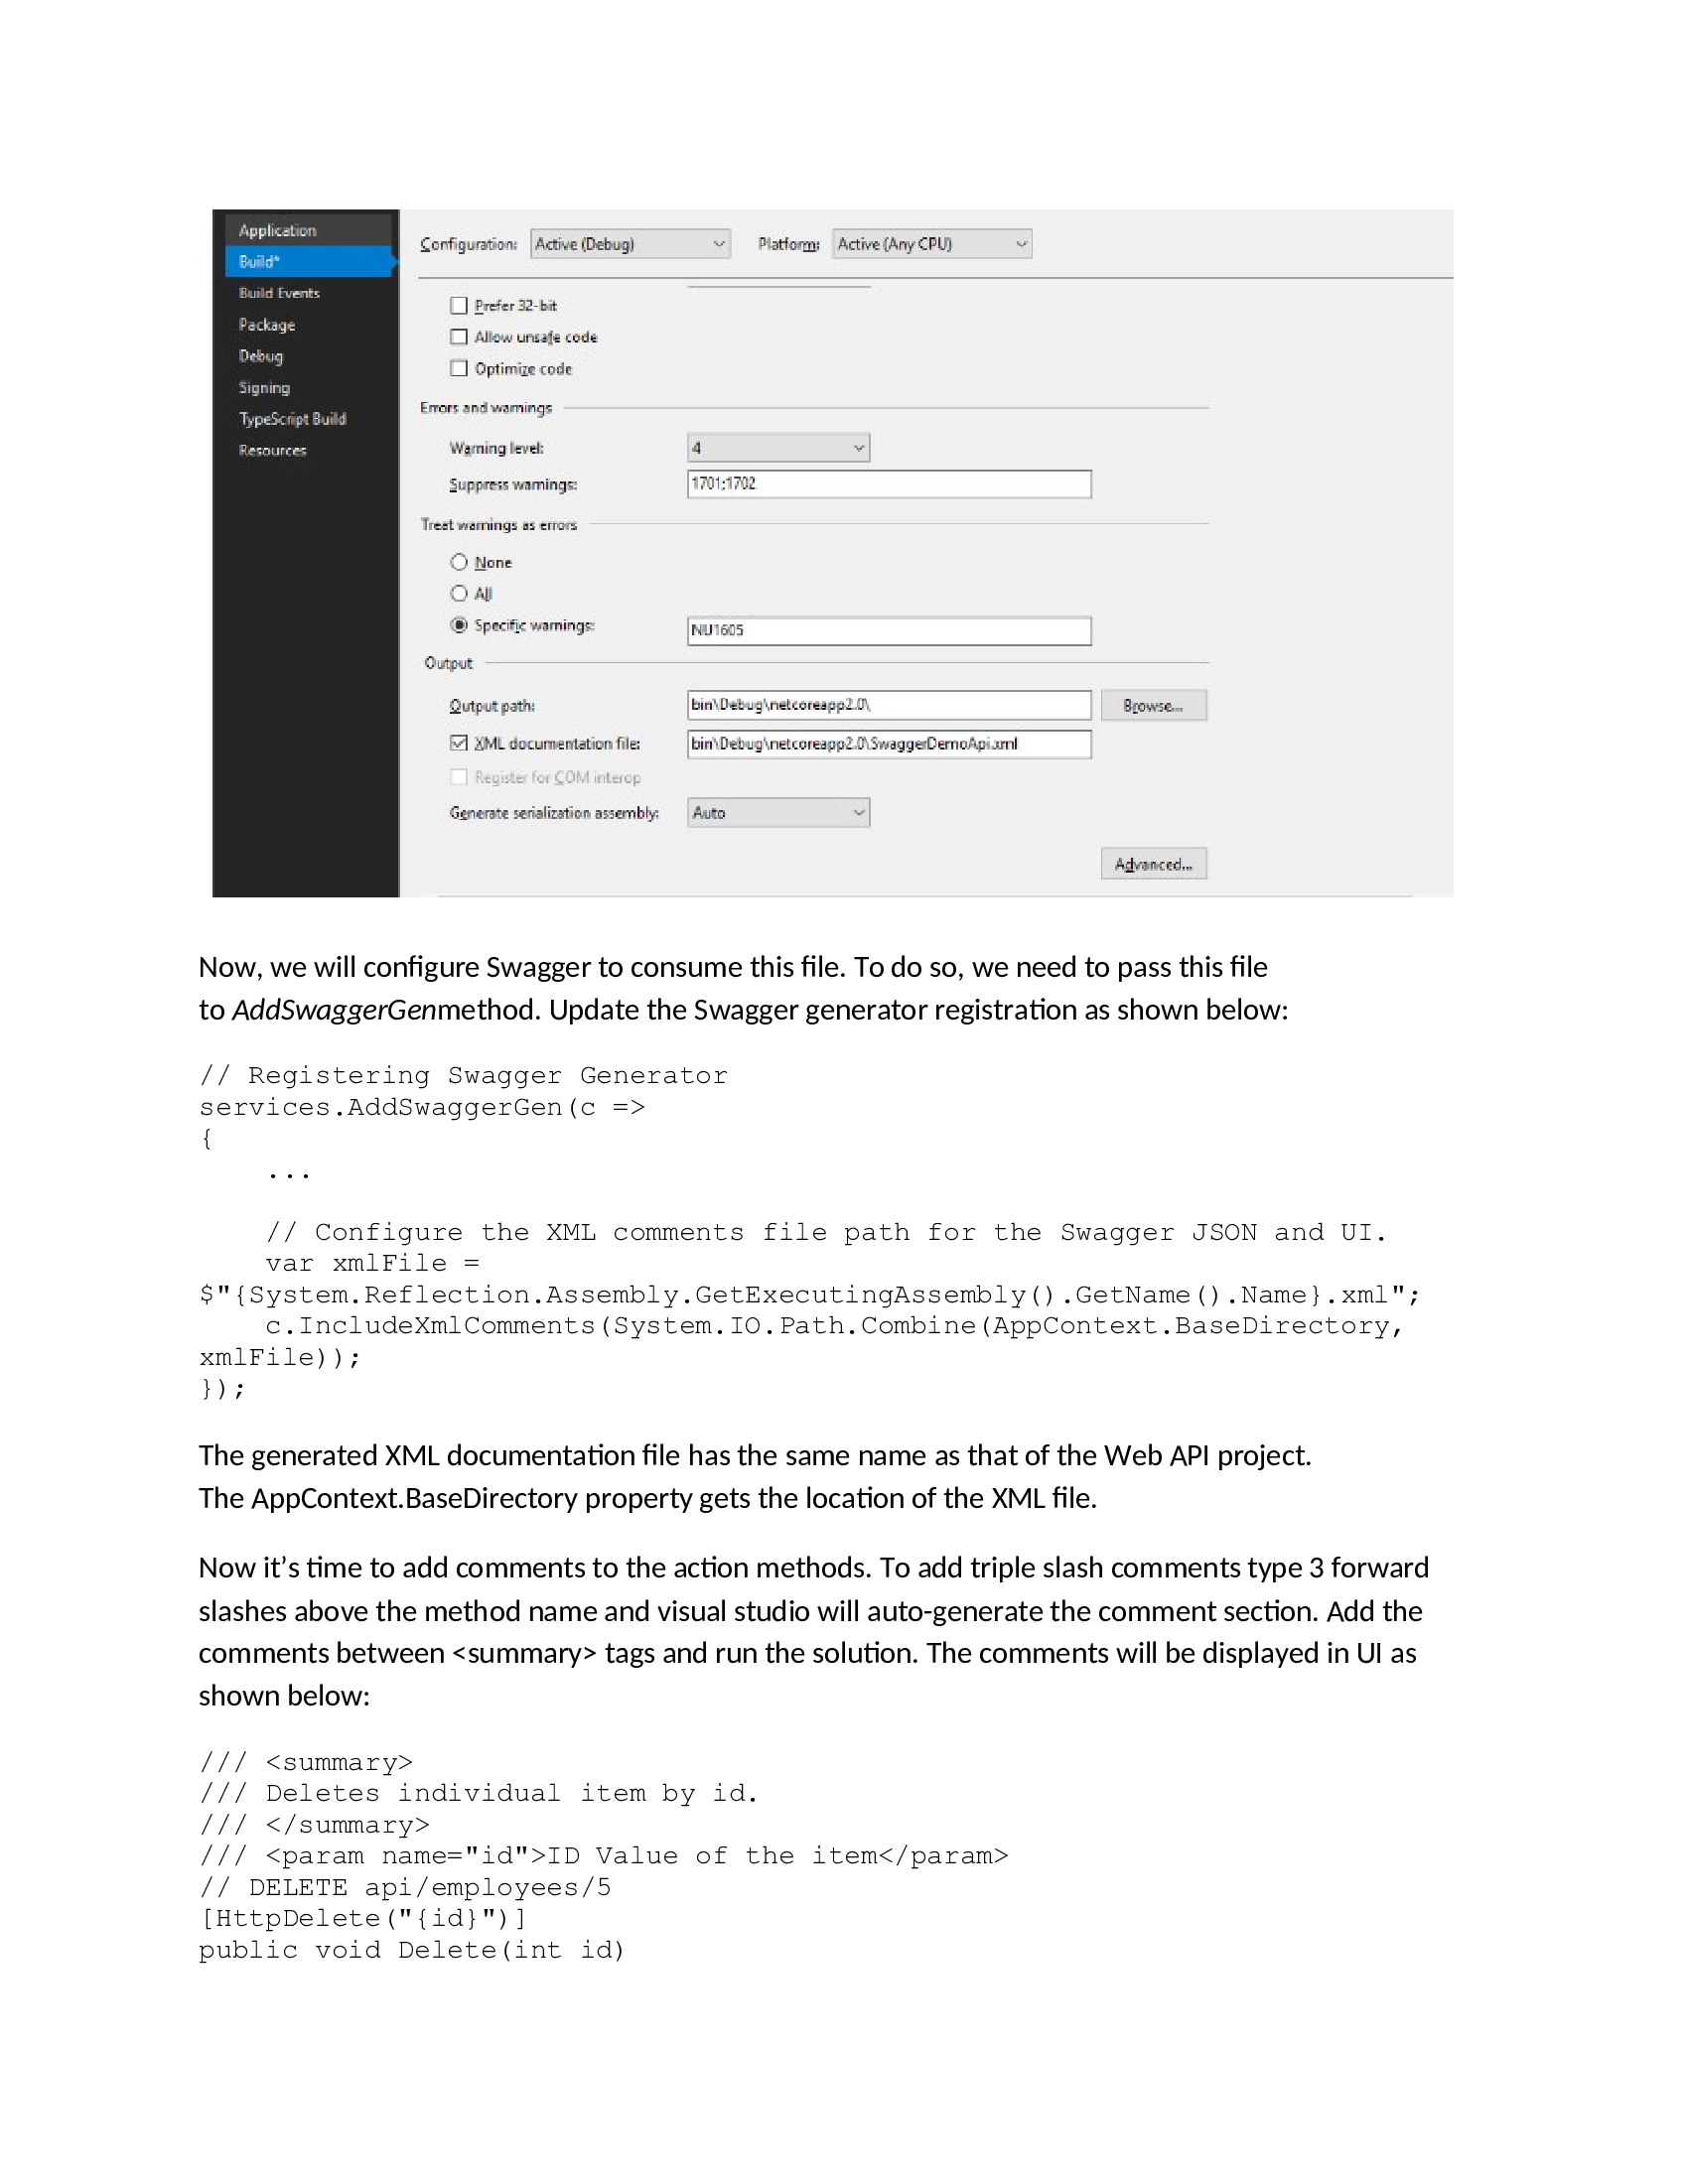 Application
Build*
Build Events
Package
Debug
Signing
TypeScript Build
Resources
Configuration: Active (Debug) Platform: Active (Any CPU)
Prefer 32-bit
Allow unsafe code
Optimize code
Errors and warnings
Warning level: 4
Suppress warnings: 1701;1702
Treat warnings as errors
None
All
Specific warnings: NU1605
Output
Output path: bin\Debug\netcoreapp2.0\ Browse...
XML documentation file: bin\Debug\netcoreapp2.0\SwaggerDemoApi.xml
Register for COM interop
Generate serialization assembly: Auto
Advanced...
Now, we will configure Swagger to consume this file. To do so, we need to pass this file
to AddSwaggerGenmethod. Update the Swagger generator registration as shown below:
// Registering Swagger Generator
services.AddSwaggerGen(c =>
{
    ...
    // Configure the XML comments file path for the Swagger JSON and UI.
    var xmlFile =
$"{System.Reflection.Assembly.GetExecutingAssembly().GetName().Name}.xml";
    c.IncludeXmlComments(System.IO.Path.Combine(AppContext.BaseDirectory,
xmlFile));
});
The generated XML documentation file has the same name as that of the Web API project.
The AppContext.BaseDirectory property gets the location of the XML file.
Now it’s time to add comments to the action methods. To add triple slash comments type 3 forward
slashes above the method name and visual studio will auto-generate the comment section. Add the
comments between <summary> tags and run the solution. The comments will be displayed in UI as
shown below:
/// <summary>
/// Deletes individual item by id.
/// </summary>
/// <param name="id">ID Value of the item</param>
// DELETE api/employees/5
[HttpDelete("{id}")]
public void Delete(int id)